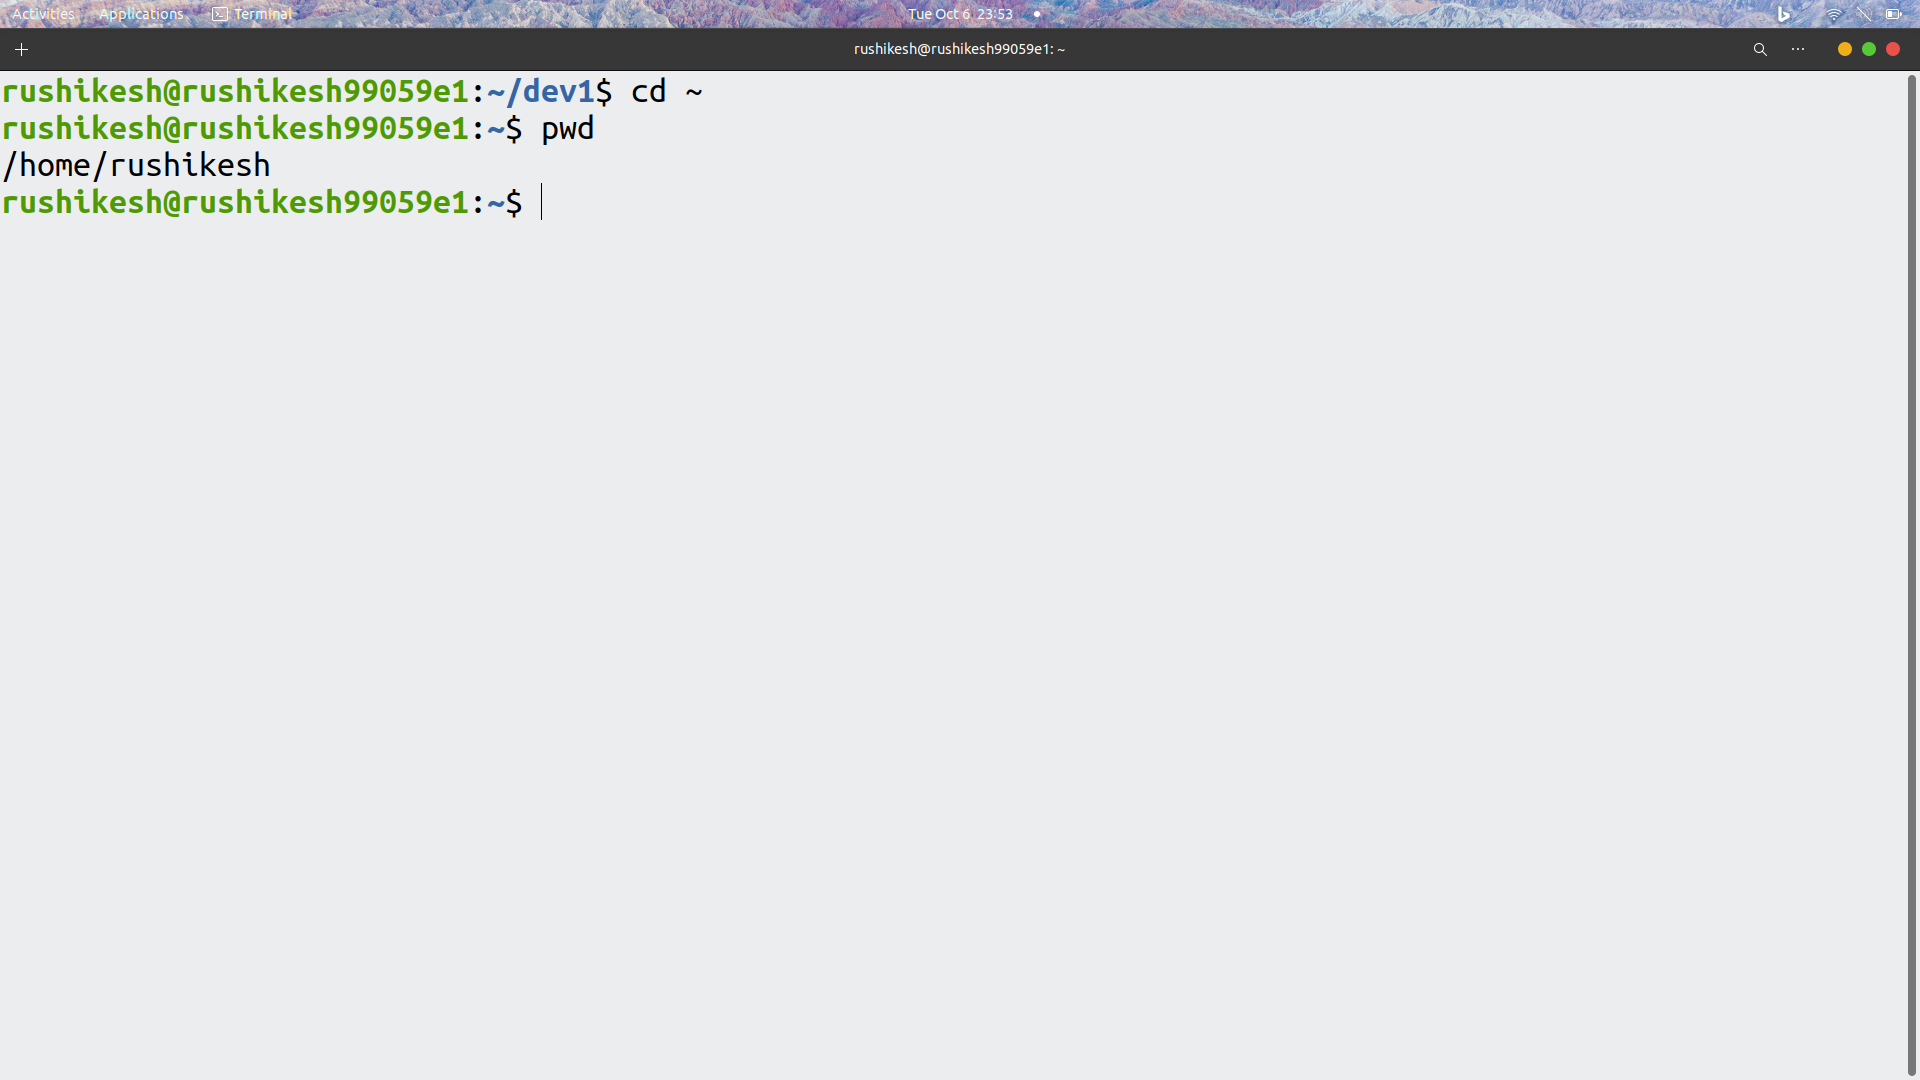 Activities Applications Terminal Tue Oct 6 23:53
rushikesh@rushikesh99059e1: ~
rushikesh@rushikesh99059e1:~/dev1$ cd ~
rushikesh@rushikesh99059e1:~$ pwd
/home/rushikesh
rushikesh@rushikesh99059e1:~$